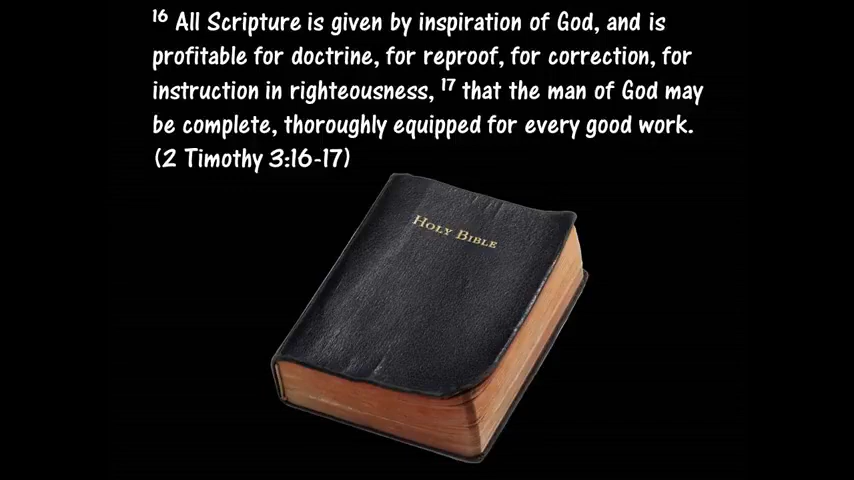 16 All Scripture is given by inspiration of God, and is
profitable for doctrine, for reproof, for correction, for
instruction in righteousness, 17 that the man of God may
be complete, thoroughly equipped for every good work.
(2 Timothy 3:16-17)
HOLY BIBLE